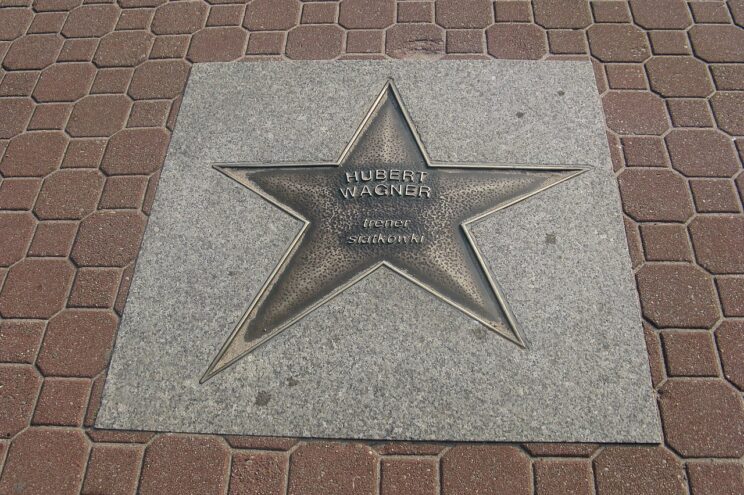 HUBERT
WAGNER
trener
siatkówki